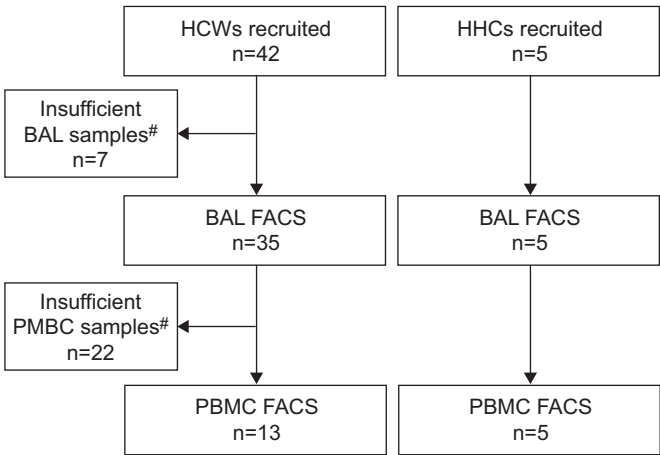 HCWs recruited
n=42
HHCs recruited
n=5
Insufficient
BAL samples#
n=7
BAL FACS
n=35
BAL FACS
n=5
Insufficient
PMBC samples#
n=22
PBMC FACS
n=13
PBMC FACS
n=5